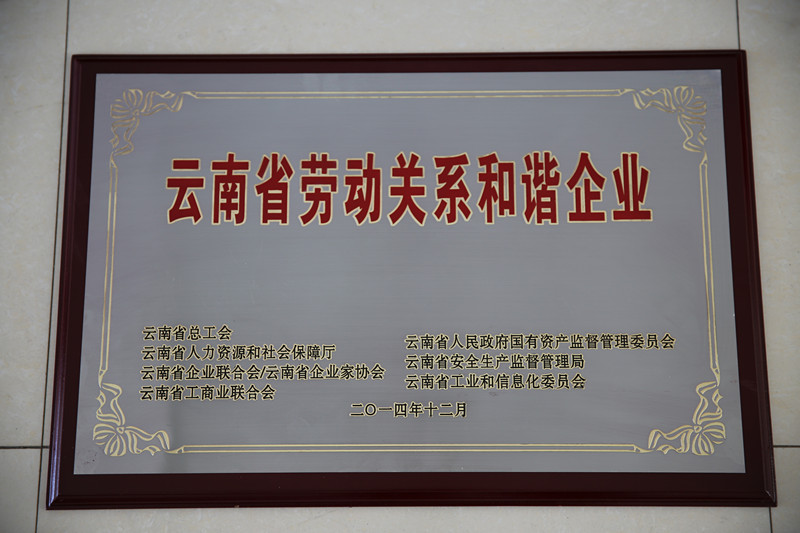 云南省劳动关系和谐企业
云南省总工会
云南省人力资源和社会保障厅
云南省企业联合会/云南省企业家协会
云南省工商业联合会
云南省人民政府国有资产监督管理委员会
云南省安全生产监督管理局
云南省工业和信息化委员会
二〇一四年十二月